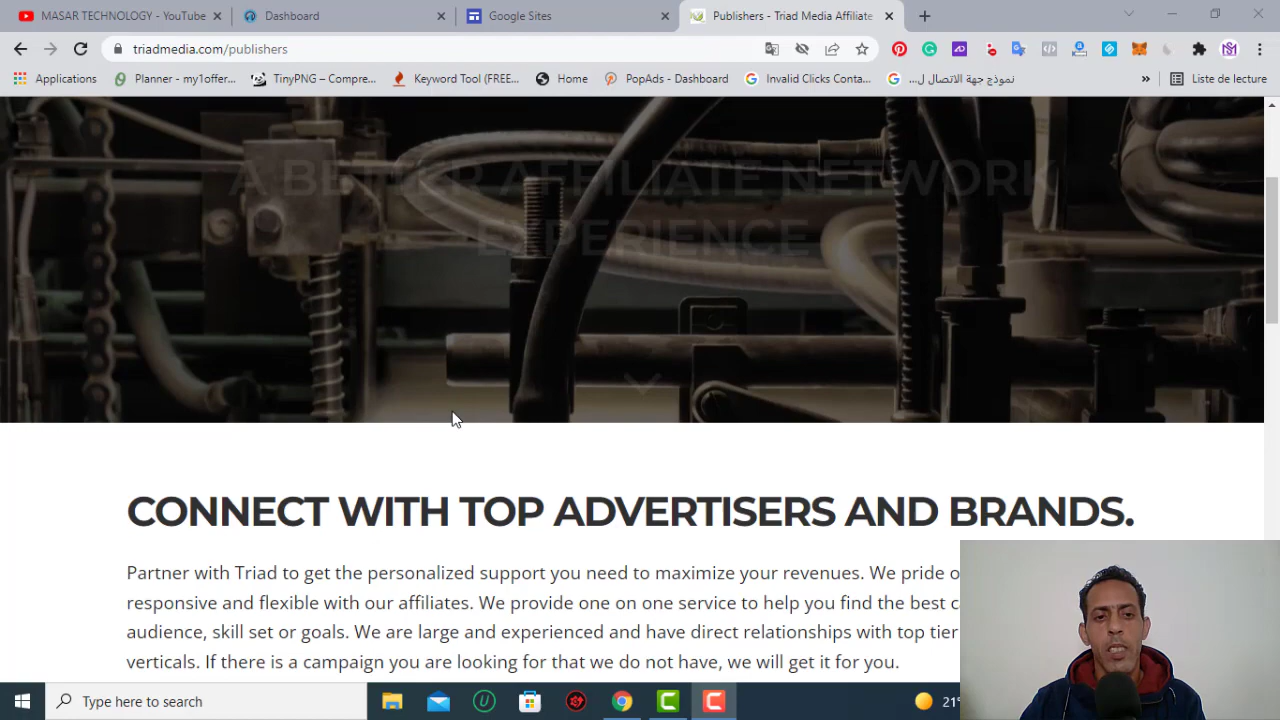 MASAR TECHNOLOGY - YouTube
Dashboard
Google Sites
Publishers - Triad Media Affiliate
triadmedia.com/publishers
Applications
Planner - my1offer...
TinyPNG – Compre...
Keyword Tool (FREE...
Home
PopAds - Dashboard
Invalid Clicks Conta...
نموذج جهة الاتصال ل...
»
Liste de lecture
A BETTER AFFILIATE NETWORK
EXPERIENCE
CONNECT WITH TOP ADVERTISERS AND BRANDS.
Partner with Triad to get the personalized support you need to maximize your revenues. We pride o
responsive and flexible with our affiliates. We provide one on one service to help you find the best c
audience, skill set or goals. We are large and experienced and have direct relationships with top tier
verticals. If there is a campaign you are looking for that we do not have, we will get it for you.
Type here to search
21°